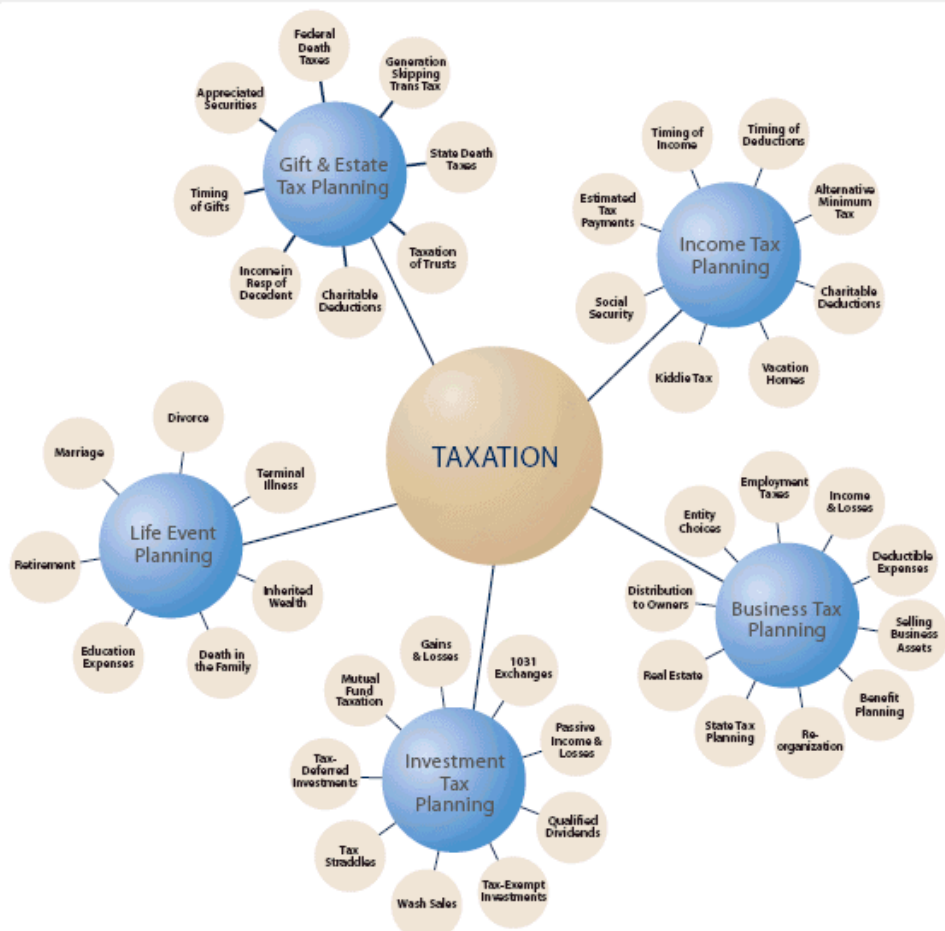 TAXATION
Gift & Estate
Tax Planning
Federal
Death
Taxes
Generation
Skipping
Trans Tax
State Death
Taxes
Taxation
of Trusts
Charitable
Deductions
Income in
Resp of
Decedent
Timing
of Gifts
Appreciated
Securities
Income Tax
Planning
Timing of
Income
Timing of
Deductions
Alternative
Minimum
Tax
Charitable
Deductions
Vacation
Homes
Kiddie Tax
Social
Security
Estimated
Tax
Payments
Business Tax
Planning
Employment
Taxes
Income
& Losses
Deductible
Expenses
Selling
Business
Assets
Benefit
Planning
Re-
organization
State Tax
Planning
Real Estate
Distribution
to Owners
Entity
Choices
Investment
Tax
Planning
Gains
& Losses
1031
Exchanges
Passive
Income &
Losses
Qualified
Dividends
Tax-Exempt
Investments
Wash Sales
Tax
Straddles
Tax-
Deferred
Investments
Mutual
Fund
Taxation
Life Event
Planning
Divorce
Terminal
Illness
Inherited
Wealth
Death in
the Family
Education
Expenses
Retirement
Marriage